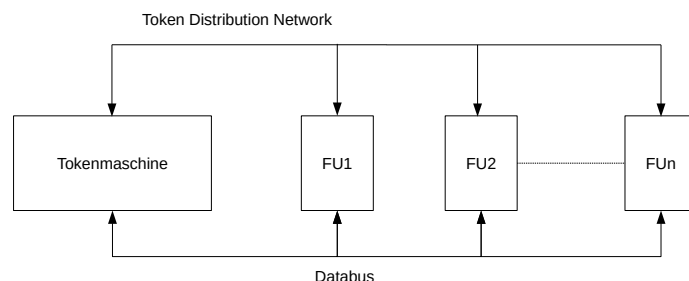 Token Distribution Network
Tokenmaschine
FU1
FU2
FUn
Databus